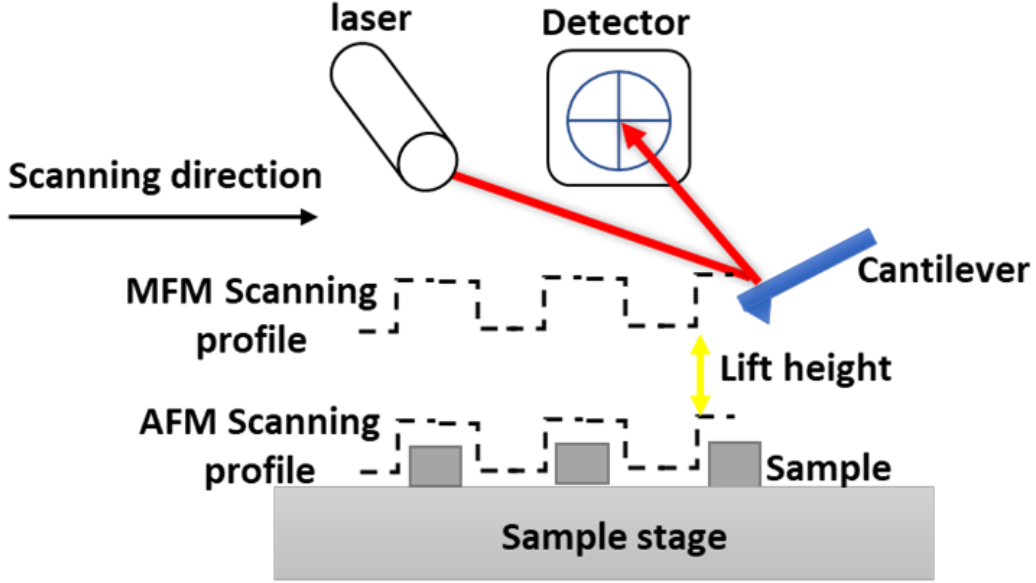 laser
Detector
Scanning direction
MFM Scanning
profile
Cantilever
Lift height
AFM Scanning
profile
Sample
Sample stage